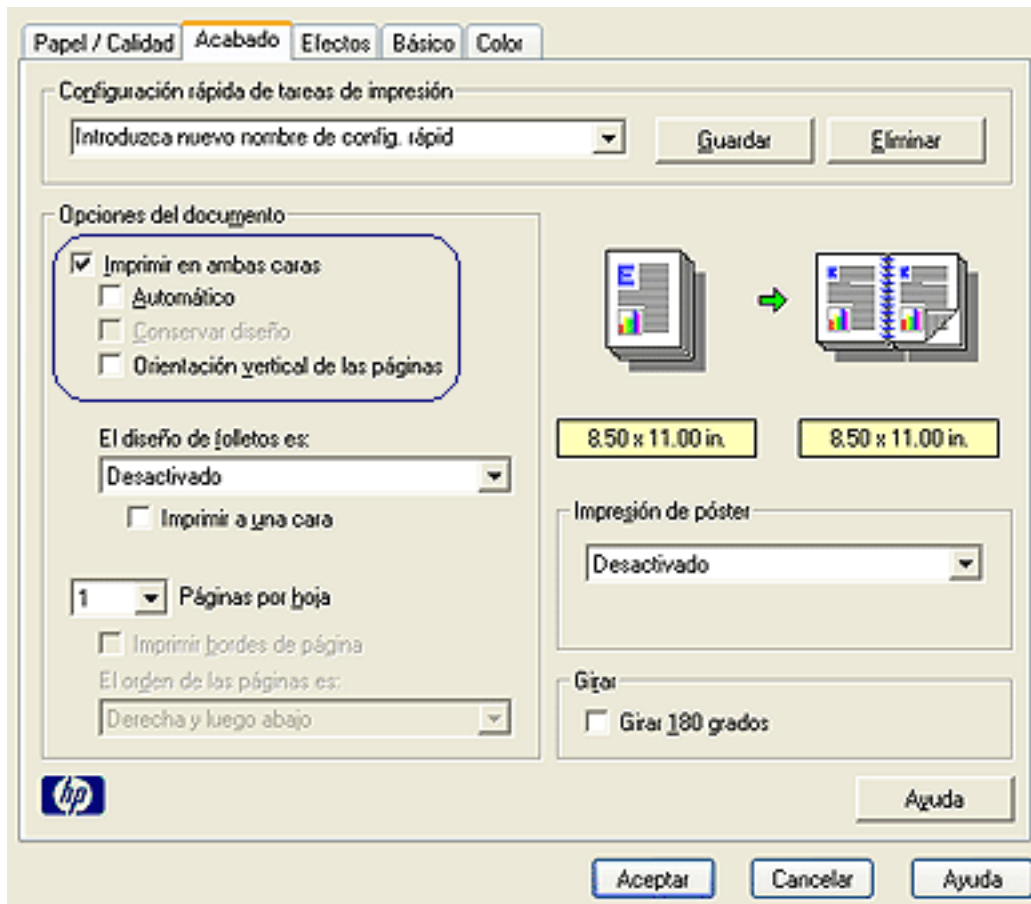 Papel / Calidad Acabado Efectos Básico Color
Configuración rápida de tareas de impresión
Introduzca nuevo nombre de config. rápid Guardar Eliminar
Opciones del documento
Imprimir en ambas caras
Automático
Conservar diseño
Orientación vertical de las páginas
El diseño de folletos es:
Desactivado
Imprimir a una cara
1 Páginas por hoja
Imprimir bordes de página
El orden de las páginas es:
Derecha y luego abajo
E
8.50 x 11.00 in. 8.50 x 11.00 in.
Impresión de póster
Desactivado
Girar
Girar 180 grados
hp
Ayuda
Aceptar Cancelar Ayuda